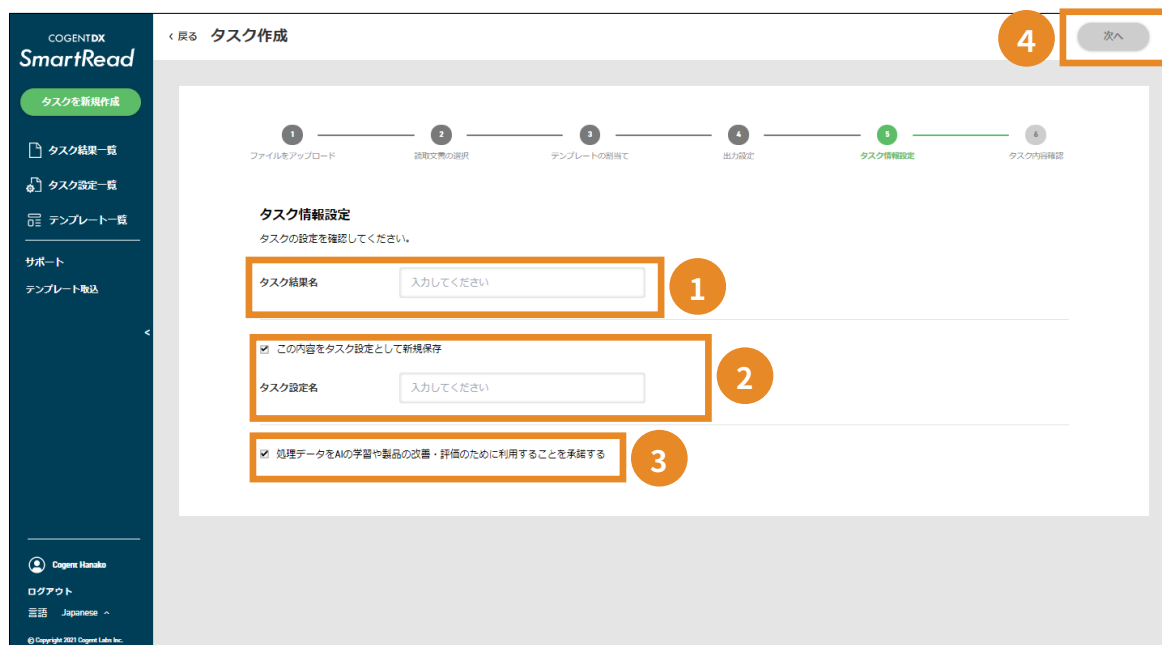 COGENTDX
SmartRead
タスクを新規作成
タスク結果一覧
タスク設定一覧
テンプレート一覧
サポート
テンプレート取込
<
Cogent Hanako
ログアウト
言語 Japanese ^
© Copyright 2021 Cogent Labs Inc.
‹ 戻る タスク作成
4 次へ
1 2 3 4 5 6
ファイルをアップロード 読取文書の選択 テンプレートの割当て 出力設定 タスク情報設定 タスク内容確認
タスク情報設定
タスクの設定を確認してください。
タスク結果名 入力してください 1
この内容をタスク設定として新規保存
タスク設定名 入力してください 2
処理データをAIの学習や製品の改善・評価のために利用することを承諾する 3